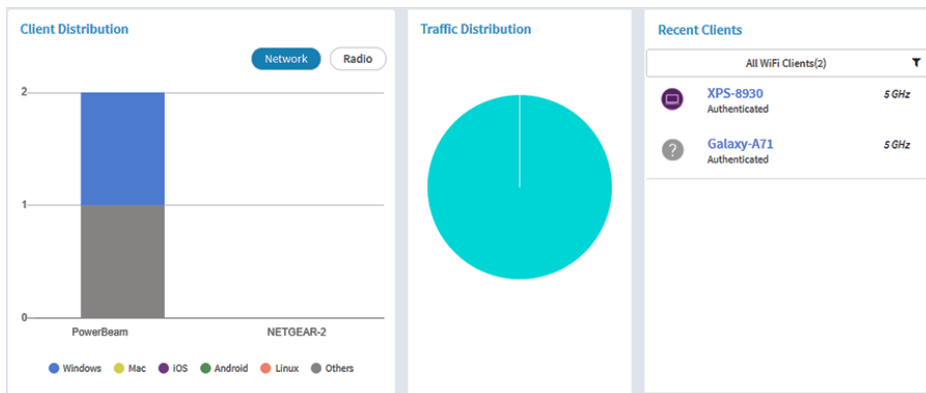 Client Distribution
Network
Radio
2
1
0
PowerBeam
NETGEAR-2
Windows
Mac
iOS
Android
Linux
Others
Traffic Distribution
Recent Clients
All WiFi Clients(2)
XPS-8930
5 GHz
Authenticated
?
Galaxy-A71
5 GHz
Authenticated